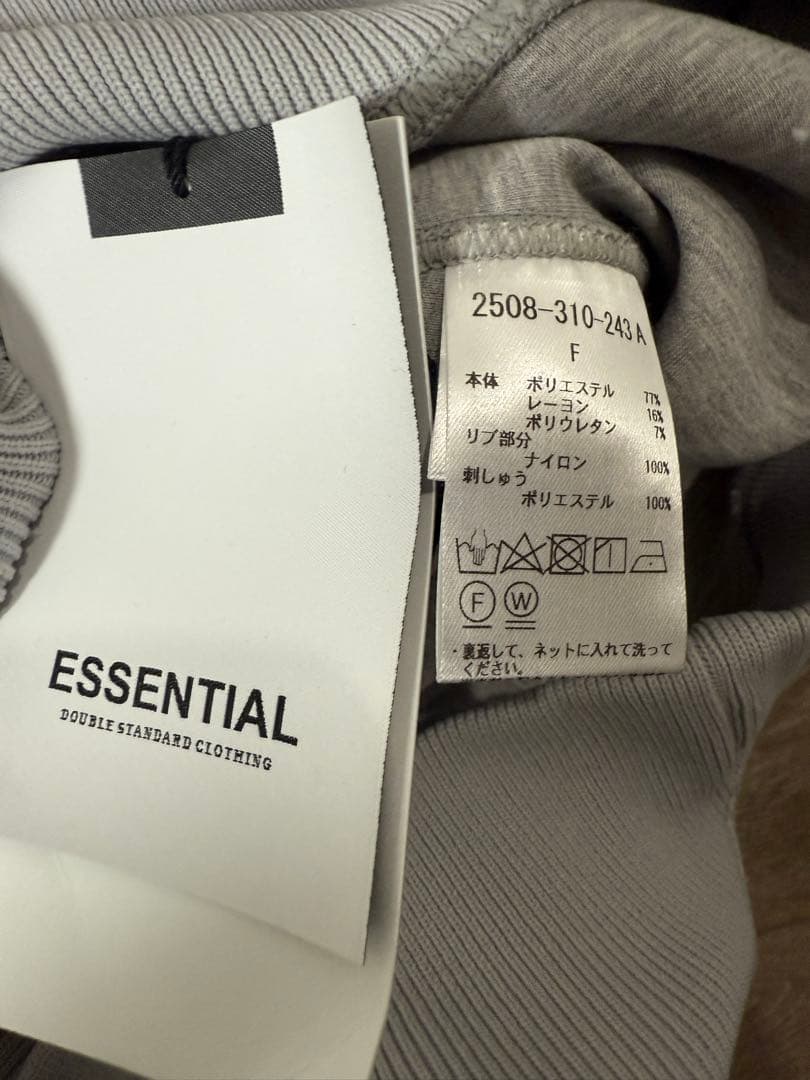 ESSENTIAL
DOUBLE STANDARD CLOTHING
2508-310-243A
F
本体 ポリエステル 77%
レーヨン 16%
ポリウレタン 7%
リブ部分
ナイロン 100%
刺しゅう
ポリエステル 100%
F W
・裏返して、ネットに入れて洗って
ください。